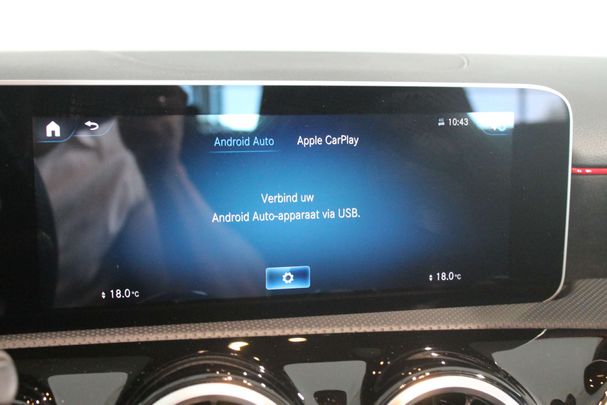 10:43
Android Auto Apple CarPlay
Verbind uw
Android Auto-apparaat via USB.
18.0°C 18.0°C